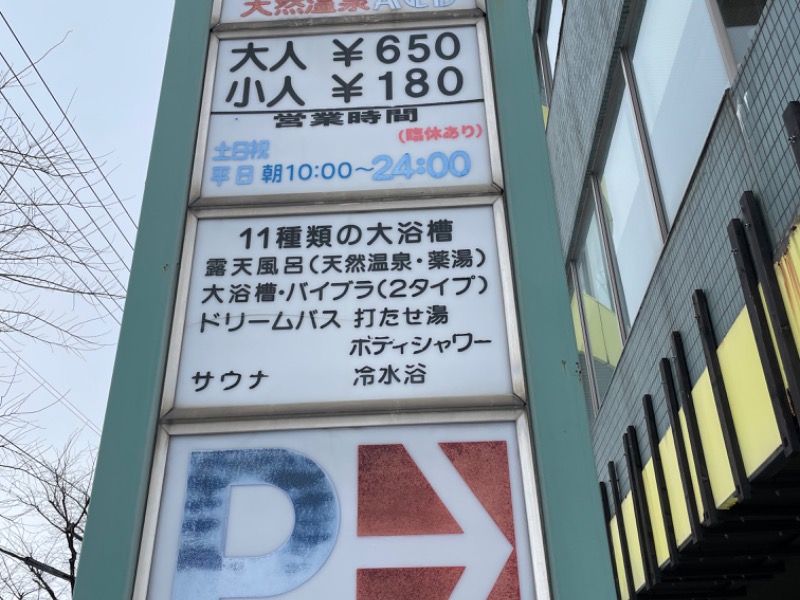 天然温泉
大人 ¥650
小人 ¥180
営業時間
(臨休あり)
土日祝
平日 朝10:00～24:00
11種類の大浴槽
露天風呂(天然温泉・薬湯)
大浴槽・バイブラ(2タイプ)
ドリームバス 打たせ湯
ボディシャワー
サウナ 冷水浴
P